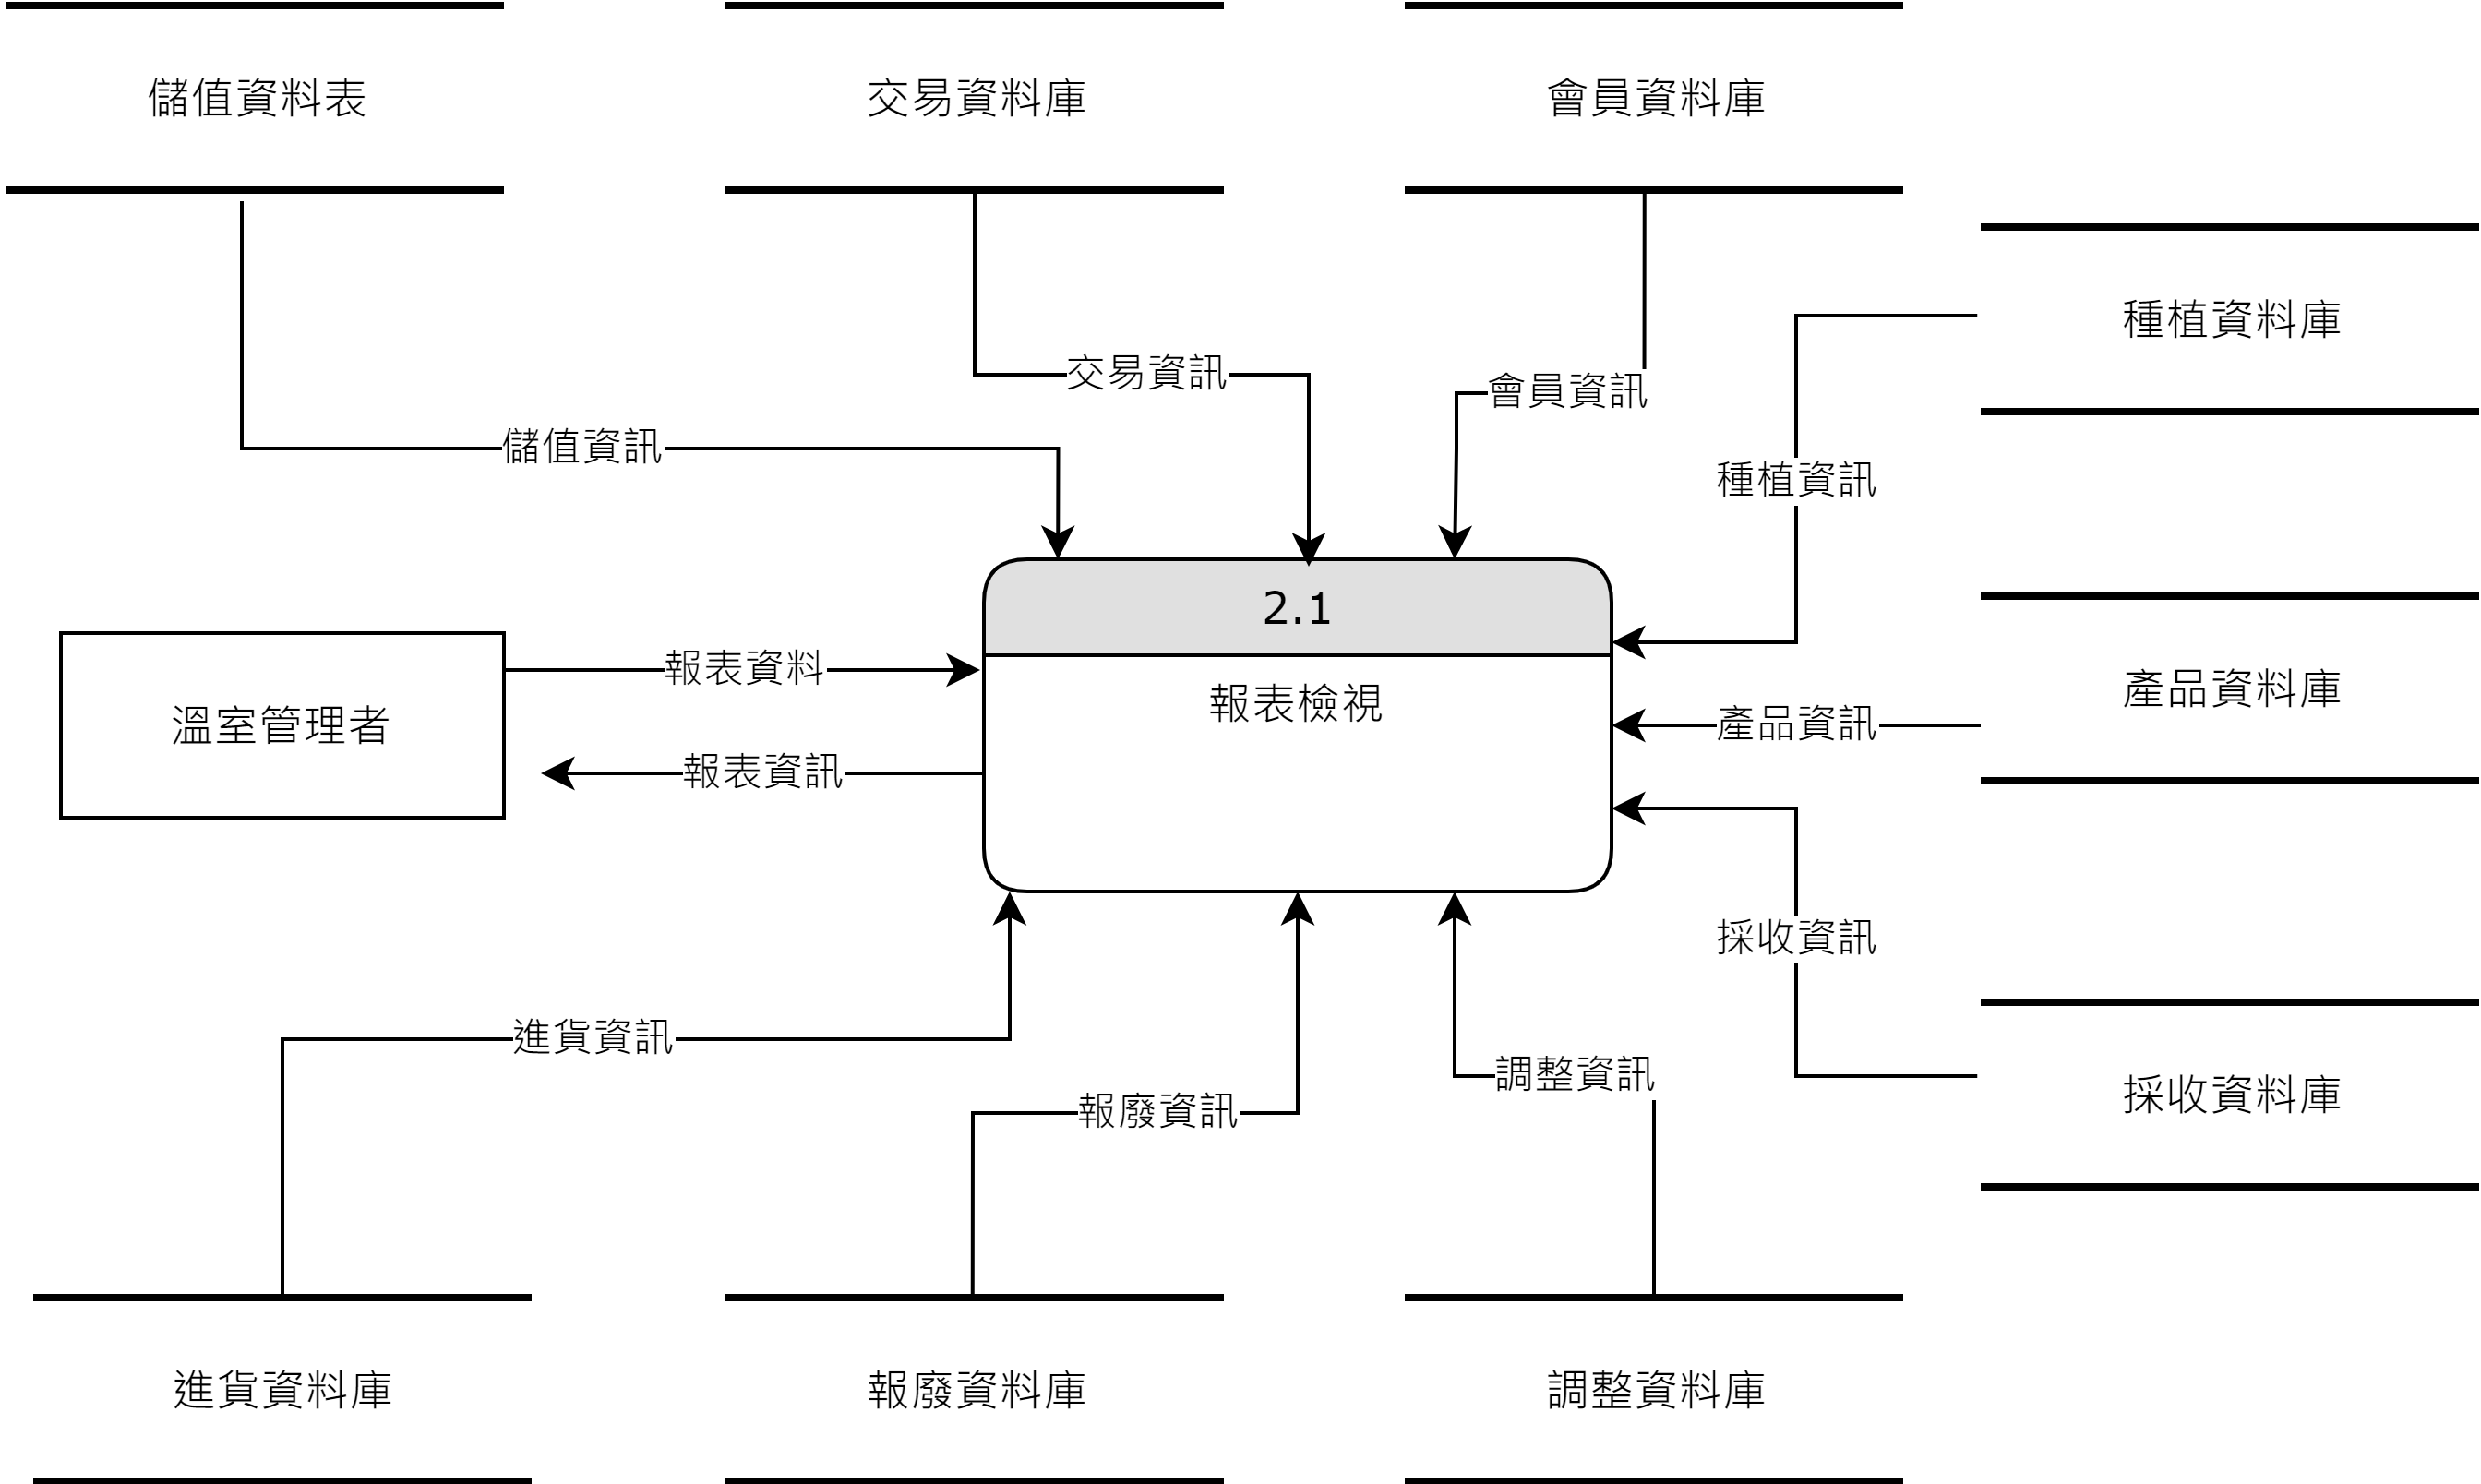 儲值資料表
交易資料庫
會員資料庫
種植資料庫
交易資訊
會員資訊
儲值資訊
種植資訊
2.1
報表資料
報表檢視
產品資料庫
溫室管理者
產品資訊
報表資訊
採收資訊
進貨資訊
調整資訊
採收資料庫
報廢資訊
進貨資料庫
報廢資料庫
調整資料庫